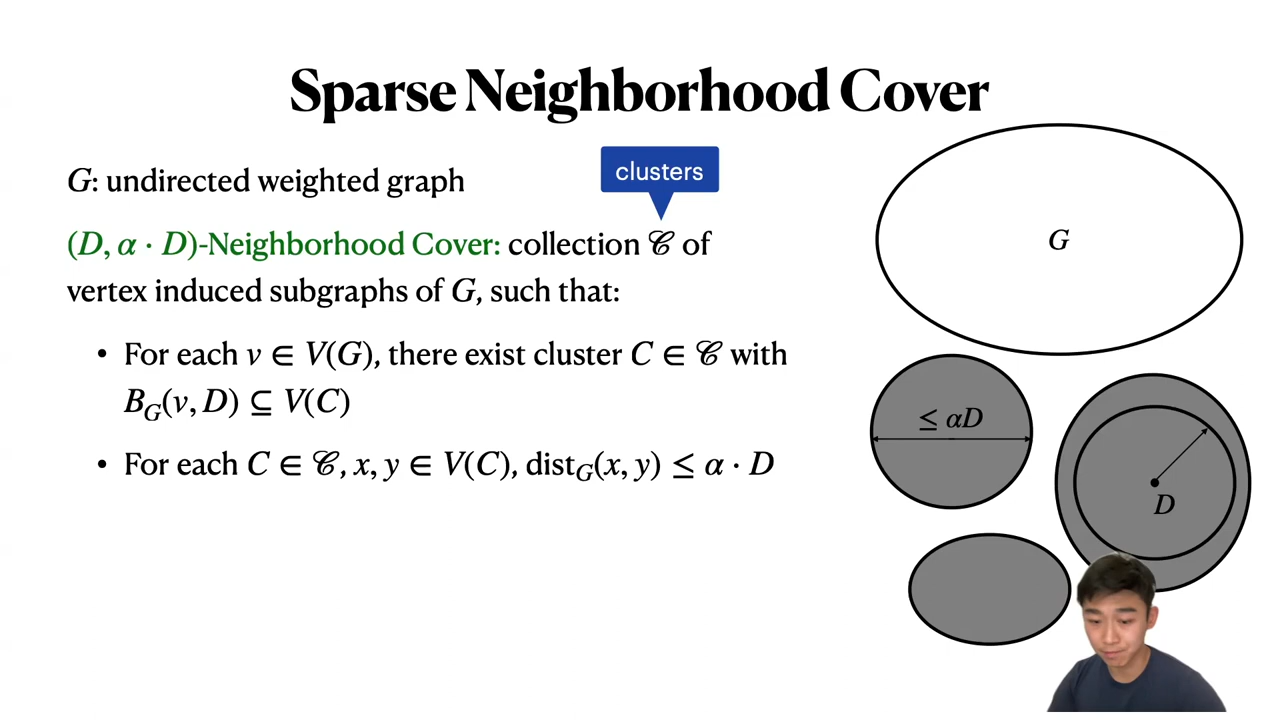 Sparse Neighborhood Cover
G: undirected weighted graph
clusters
(D, α · D)-Neighborhood Cover: collection 𝒞 of
vertex induced subgraphs of G, such that:
• For each v ∈ V(G), there exist cluster C ∈ 𝒞 with
B_G(v, D) ⊆ V(C)
• For each C ∈ 𝒞, x, y ∈ V(C), dist_G(x, y) ≤ α · D
G
≤ αD
D